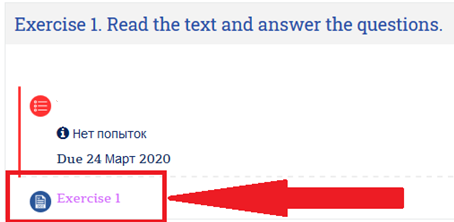 Exercise 1. Read the text and answer the questions.
Нет попыток
Due 24 Март 2020
Exercise 1